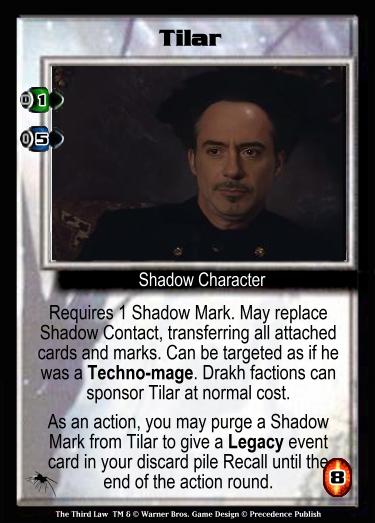 Tilar
1
5
Shadow Character
Requires 1 Shadow Mark. May replace
Shadow Contact, transferring all attached
cards and marks. Can be targeted as if he
was a Techno-mage. Drakh factions can
sponsor Tilar at normal cost.
As an action, you may purge a Shadow
Mark from Tilar to give a Legacy event
card in your discard pile Recall until the
end of the action round.
8
The Third Law TM & © Warner Bros. Game Design © Precedence Publish